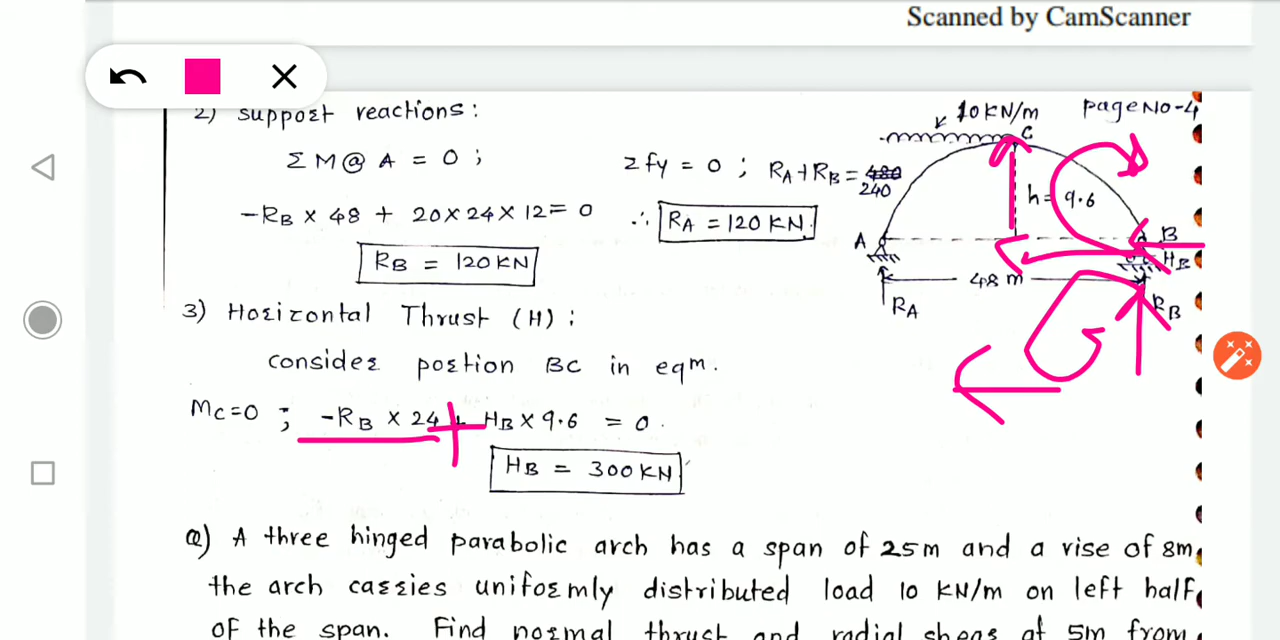 Scanned by CamScanner
2) Support reactions:
10 KN/m
Page NO-4
C
Σ M@ A = 0 ;
Σfy = 0 ; RA+RB = 480
240
h= 9.6
-RB × 48 + 20×24×12= 0
∴ RA = 120 KN.
A
B
RB = 120KN
HB
48 m
RA
RB
3) Horizontal Thrust (H) :
consider portion BC in eqm.
Mc=0 ; -RB × 24 + HB × 9.6 = 0.
HB = 300 KN
Q) A three hinged parabolic arch has a span of 25m and a rise of 8m,
the arch carries uniformly distributed load 10 KN/m on left half
of the span. Find normal thrust and radial shear at 5m from